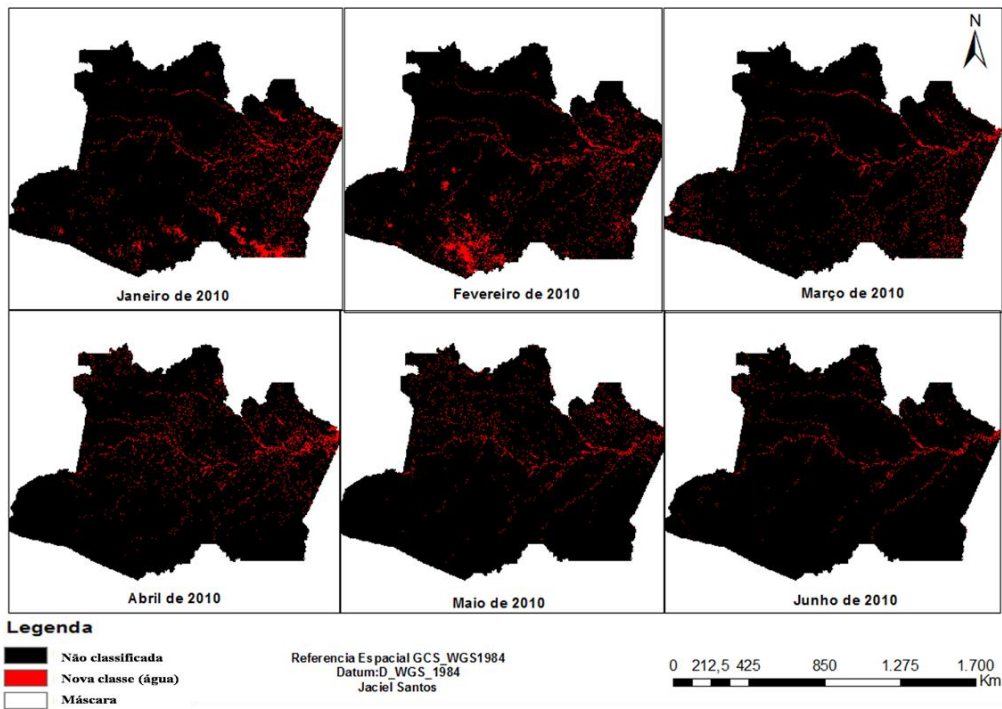 N
Janeiro de 2010
Fevereiro de 2010
Março de 2010
Abril de 2010
Maio de 2010
Junho de 2010
Legenda
Não classificada
Nova classe (água)
Máscara
Referencia Espacial GCS_WGS1984
Datum:D_WGS_1984
Jaciel Santos
0 212,5 425 850 1.275 1.700
Km